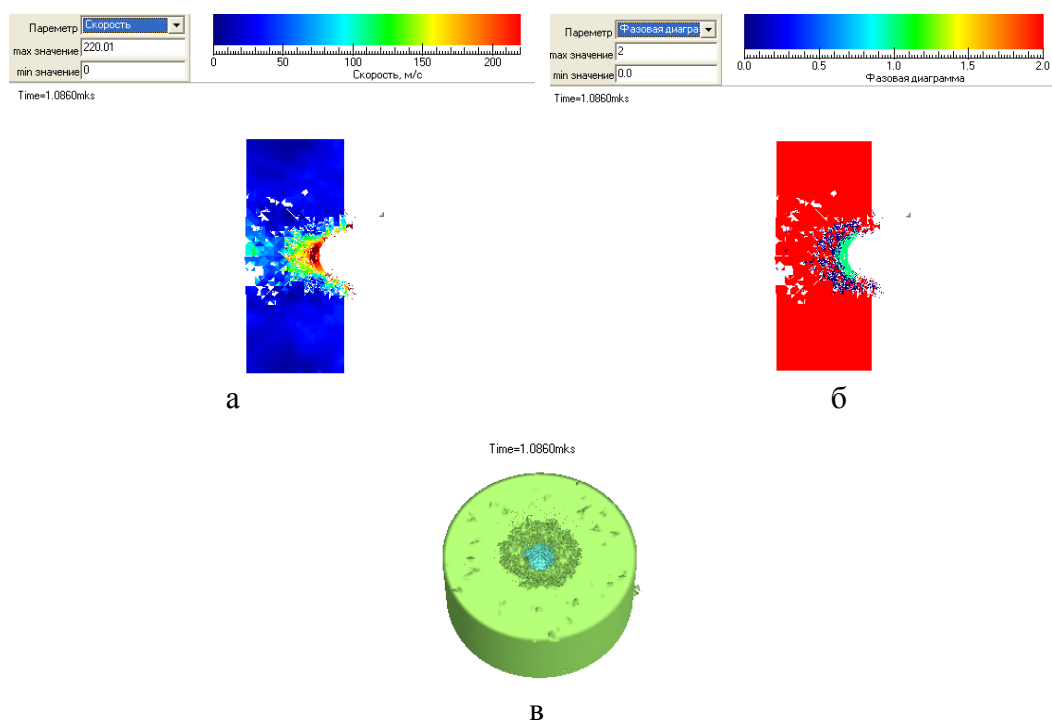 Пареметр Скорость
max значение 220.01
min значение 0
0 50 100 150 200
Скорость, м/с
Time=1.0860mks
Пареметр Фазовая диагра
max значение 2
min значение 0.0
0.0 0.5 1.0 1.5 2.0
Фазовая диаграмма
Time=1.0860mks
а
б
Time=1.0860mks
в